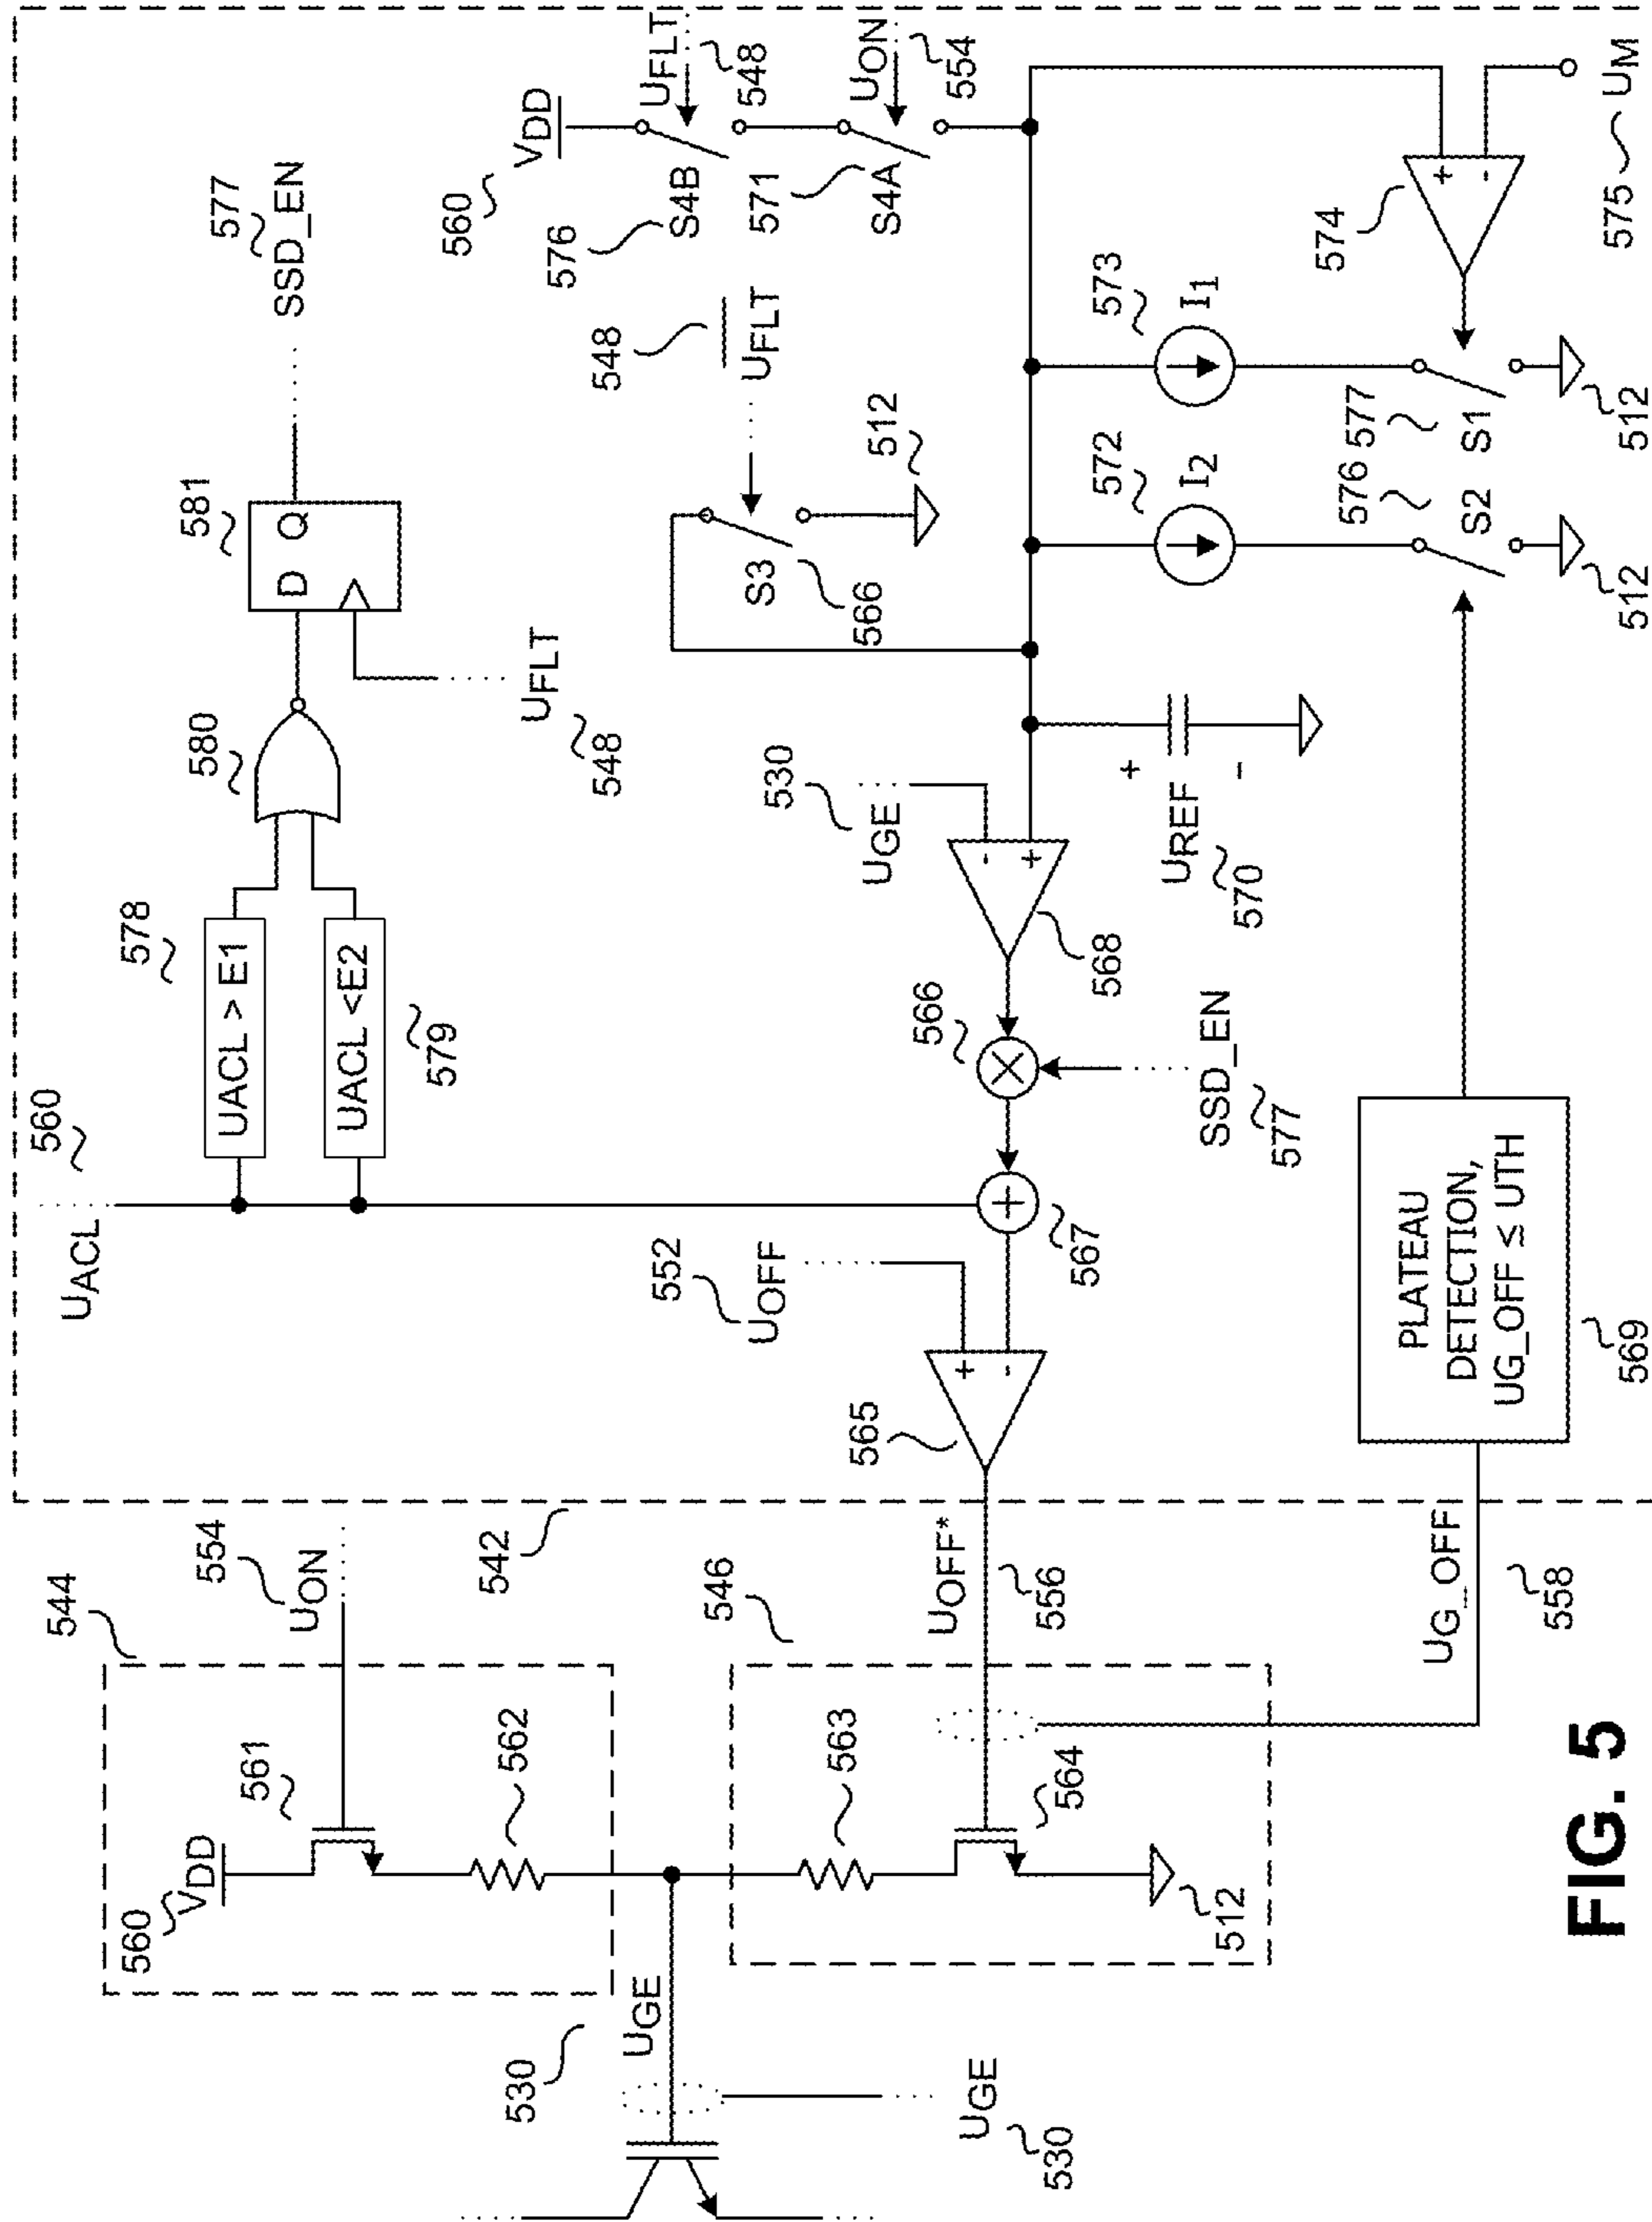 560
UACL
578
UACL > E1
UACL <E2
579
580
581
D Q
577
SSD_EN
UFLT
548
544
554
UON
560
VDD
561
562
542
530
UGE
UGE
530
546
563
564
512
UOFF*
556
UG_OFF
558
552
UOFF
565
+
-
+
567
566
×
SSD_EN
577
530
UGE
-
+
568
UREF
570
+
-
548
UFLT
S3
566
512
560
VDD
576
S4B
UFLT
548
571
S4A
UON
554
572
I2
573
I1
574
+
-
575
UM
576
S2
577
S1
512
512
PLATEAU
DETECTION,
UG_OFF ≤ UTH
569
FIG. 5